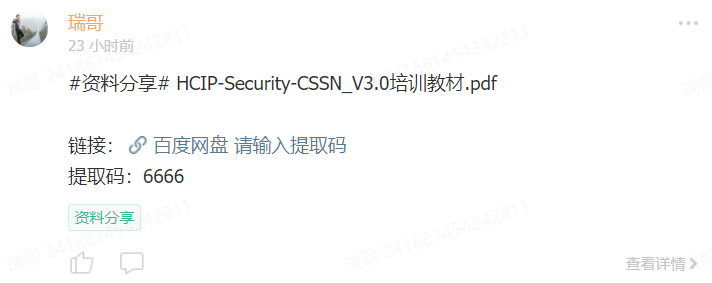 瑞哥
23 小时前
#资料分享# HCIP-Security-CSSN_V3.0培训教材.pdf
链接： 百度网盘 请输入提取码
提取码：6666
资料分享
查看详情
瑞哥 241881454242811
瑞哥 241881454242811
瑞哥
瑞哥 241881454242811
瑞哥 241881454242811